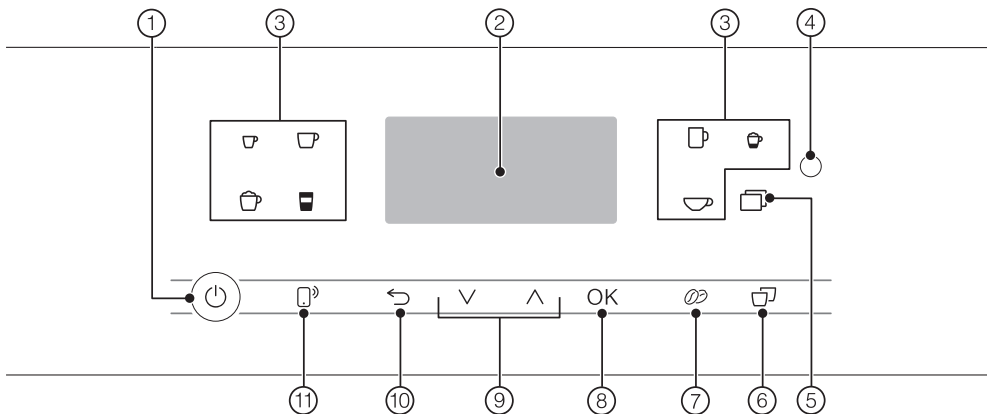 ① ③ ② ③ ④
OK
⑪ ⑩ ⑨ ⑧ ⑦ ⑥ ⑤